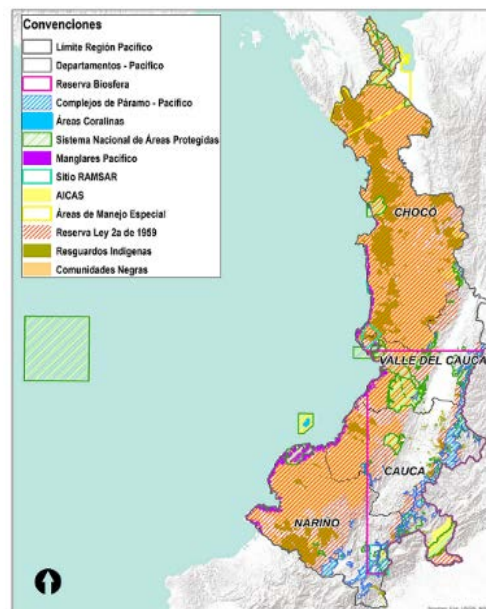 Convenciones
Límite Región Pacífico
Departamentos - Pacífico
Reserva Biosfera
Complejos de Páramo - Pacífico
Áreas Coralinas
Sistema Nacional de Áreas Protegidas
Manglares Pacífico
Sitio RAMSAR
AICAS
Áreas de Manejo Especial
Reserva Ley 2a de 1959
Resguardos Indígenas
Comunidades Negras
CHOCÓ
VALLE DEL CAUCA
CAUCA
NARIÑO